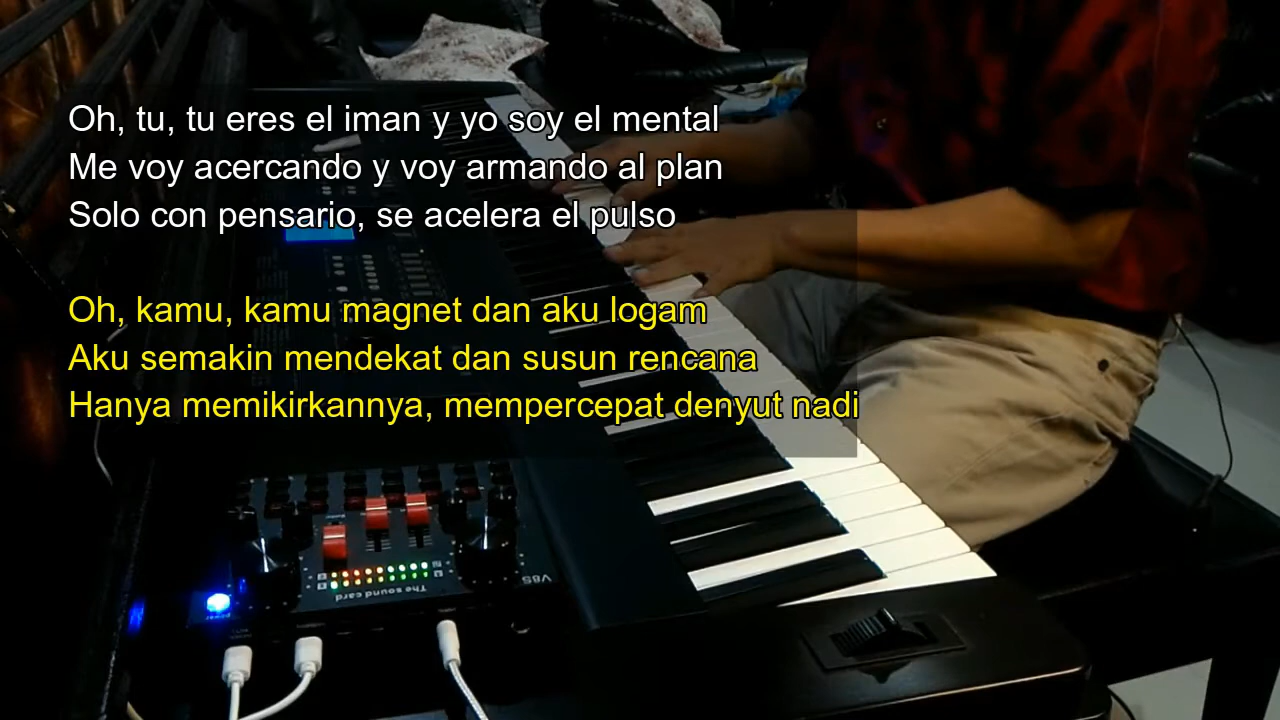 Oh, tu, tu eres el iman y yo soy el mental
Me voy acercando y voy armando al plan
Solo con pensario, se acelera el pulso
Oh, kamu, kamu magnet dan aku logam
Aku semakin mendekat dan susun rencana
Hanya memikirkannya, mempercepat denyut nadi
The sound card
V8S
power